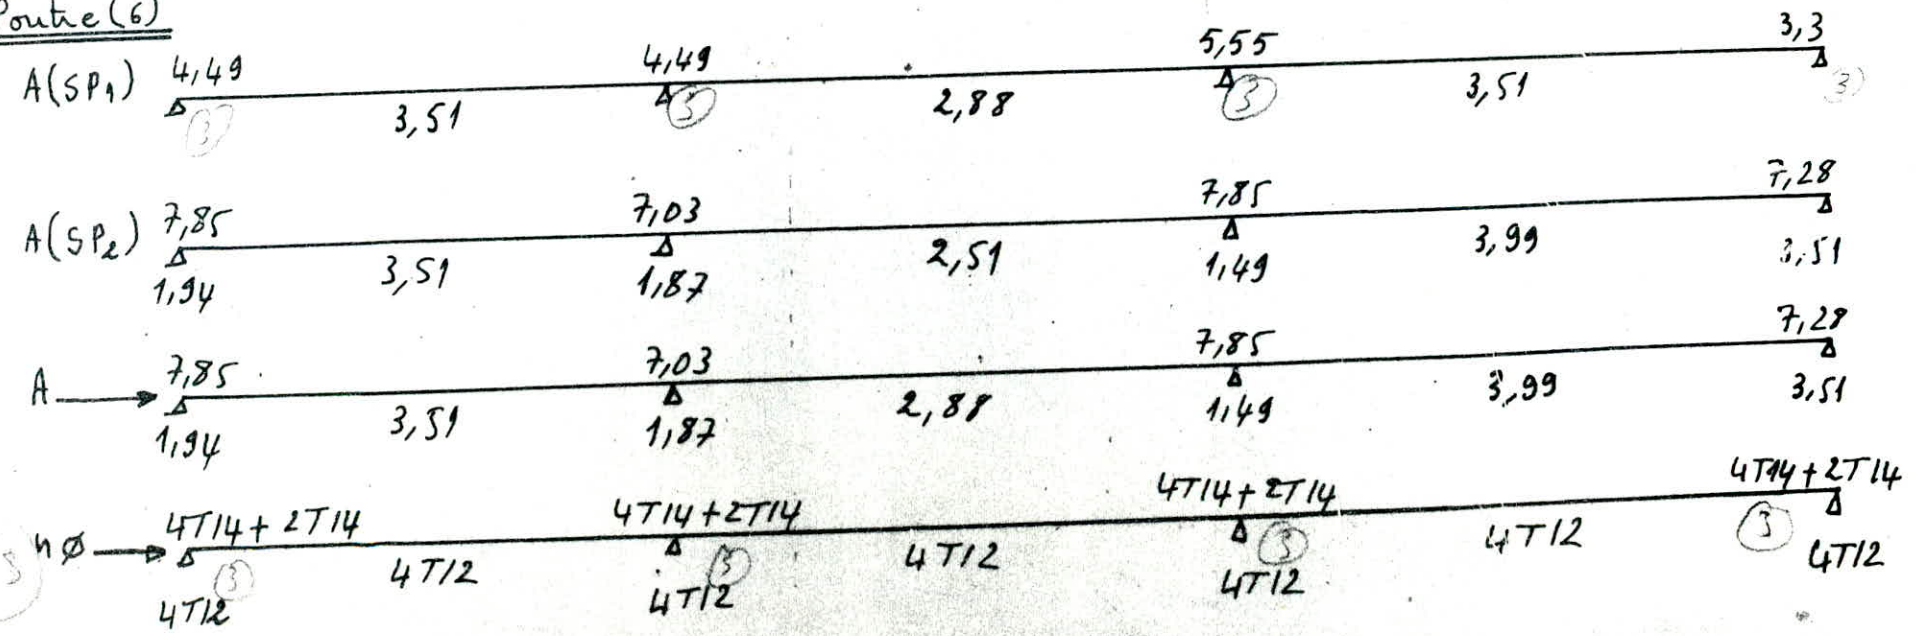 Poutre (6)
A(SP1) 4,49 4,49 5,55 3,3
3 3 3 3
3,51 2,88 3,51
A(SP2) 7,85 7,03 7,85 7,28
3,51 2,51 3,99
1,94 1,87 1,49 3,51
A → 7,85 7,03 7,85 7,28
3,51 2,88 3,99
1,94 1,87 1,49 3,51
nø → 4T14 + 2T14 4T14 + 2T14 4T14 + 2T14 4T14 + 2T14
3 3 3 3
4T12 4T12 4T12
4T12 4T12 4T12 4T12